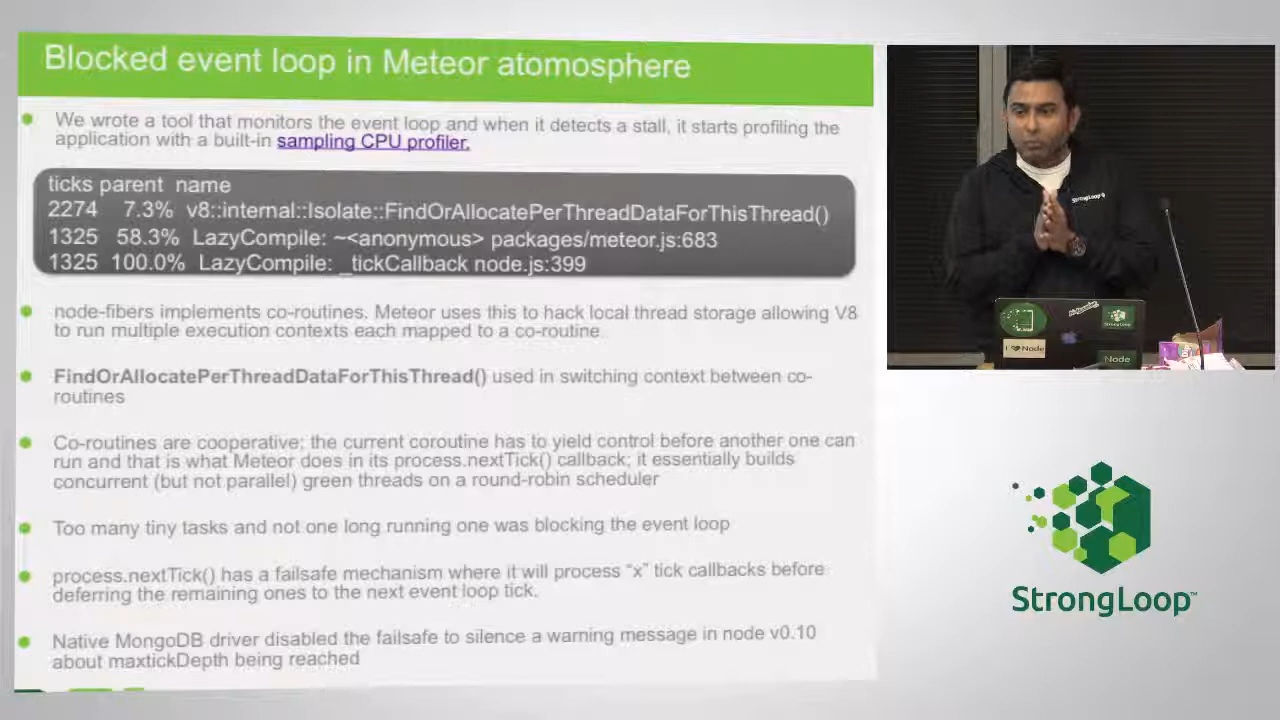 Blocked event loop in Meteor atomosphere
We wrote a tool that monitors the event loop and when it detects a stall, it starts profiling the
application with a built-in sampling CPU profiler.
ticks parent name
2274 7.3% v8::internal::Isolate::FindOrAllocatePerThreadDataForThisThread()
1325 58.3% LazyCompile: ~<anonymous> packages/meteor.js:683
1325 100.0% LazyCompile: _tickCallback node.js:399
node-fibers implements co-routines. Meteor uses this to hack local thread storage allowing V8
to run multiple execution contexts each mapped to a co-routine.
FindOrAllocatePerThreadDataForThisThread() used in switching context between co-
routines
Co-routines are cooperative; the current coroutine has to yield control before another one can
run and that is what Meteor does in its process.nextTick() callback; it essentially builds
concurrent (but not parallel) green threads on a round-robin scheduler
Too many tiny tasks and not one long running one was blocking the event loop
process.nextTick() has a failsafe mechanism where it will process “x” tick callbacks before
deferring the remaining ones to the next event loop tick.
Native MongoDB driver disabled the failsafe to silence a warning message in node v0.10
about maxtickDepth being reached
StrongLoop
StrongLoop
I ♥ Node
Node
StrongLoop™